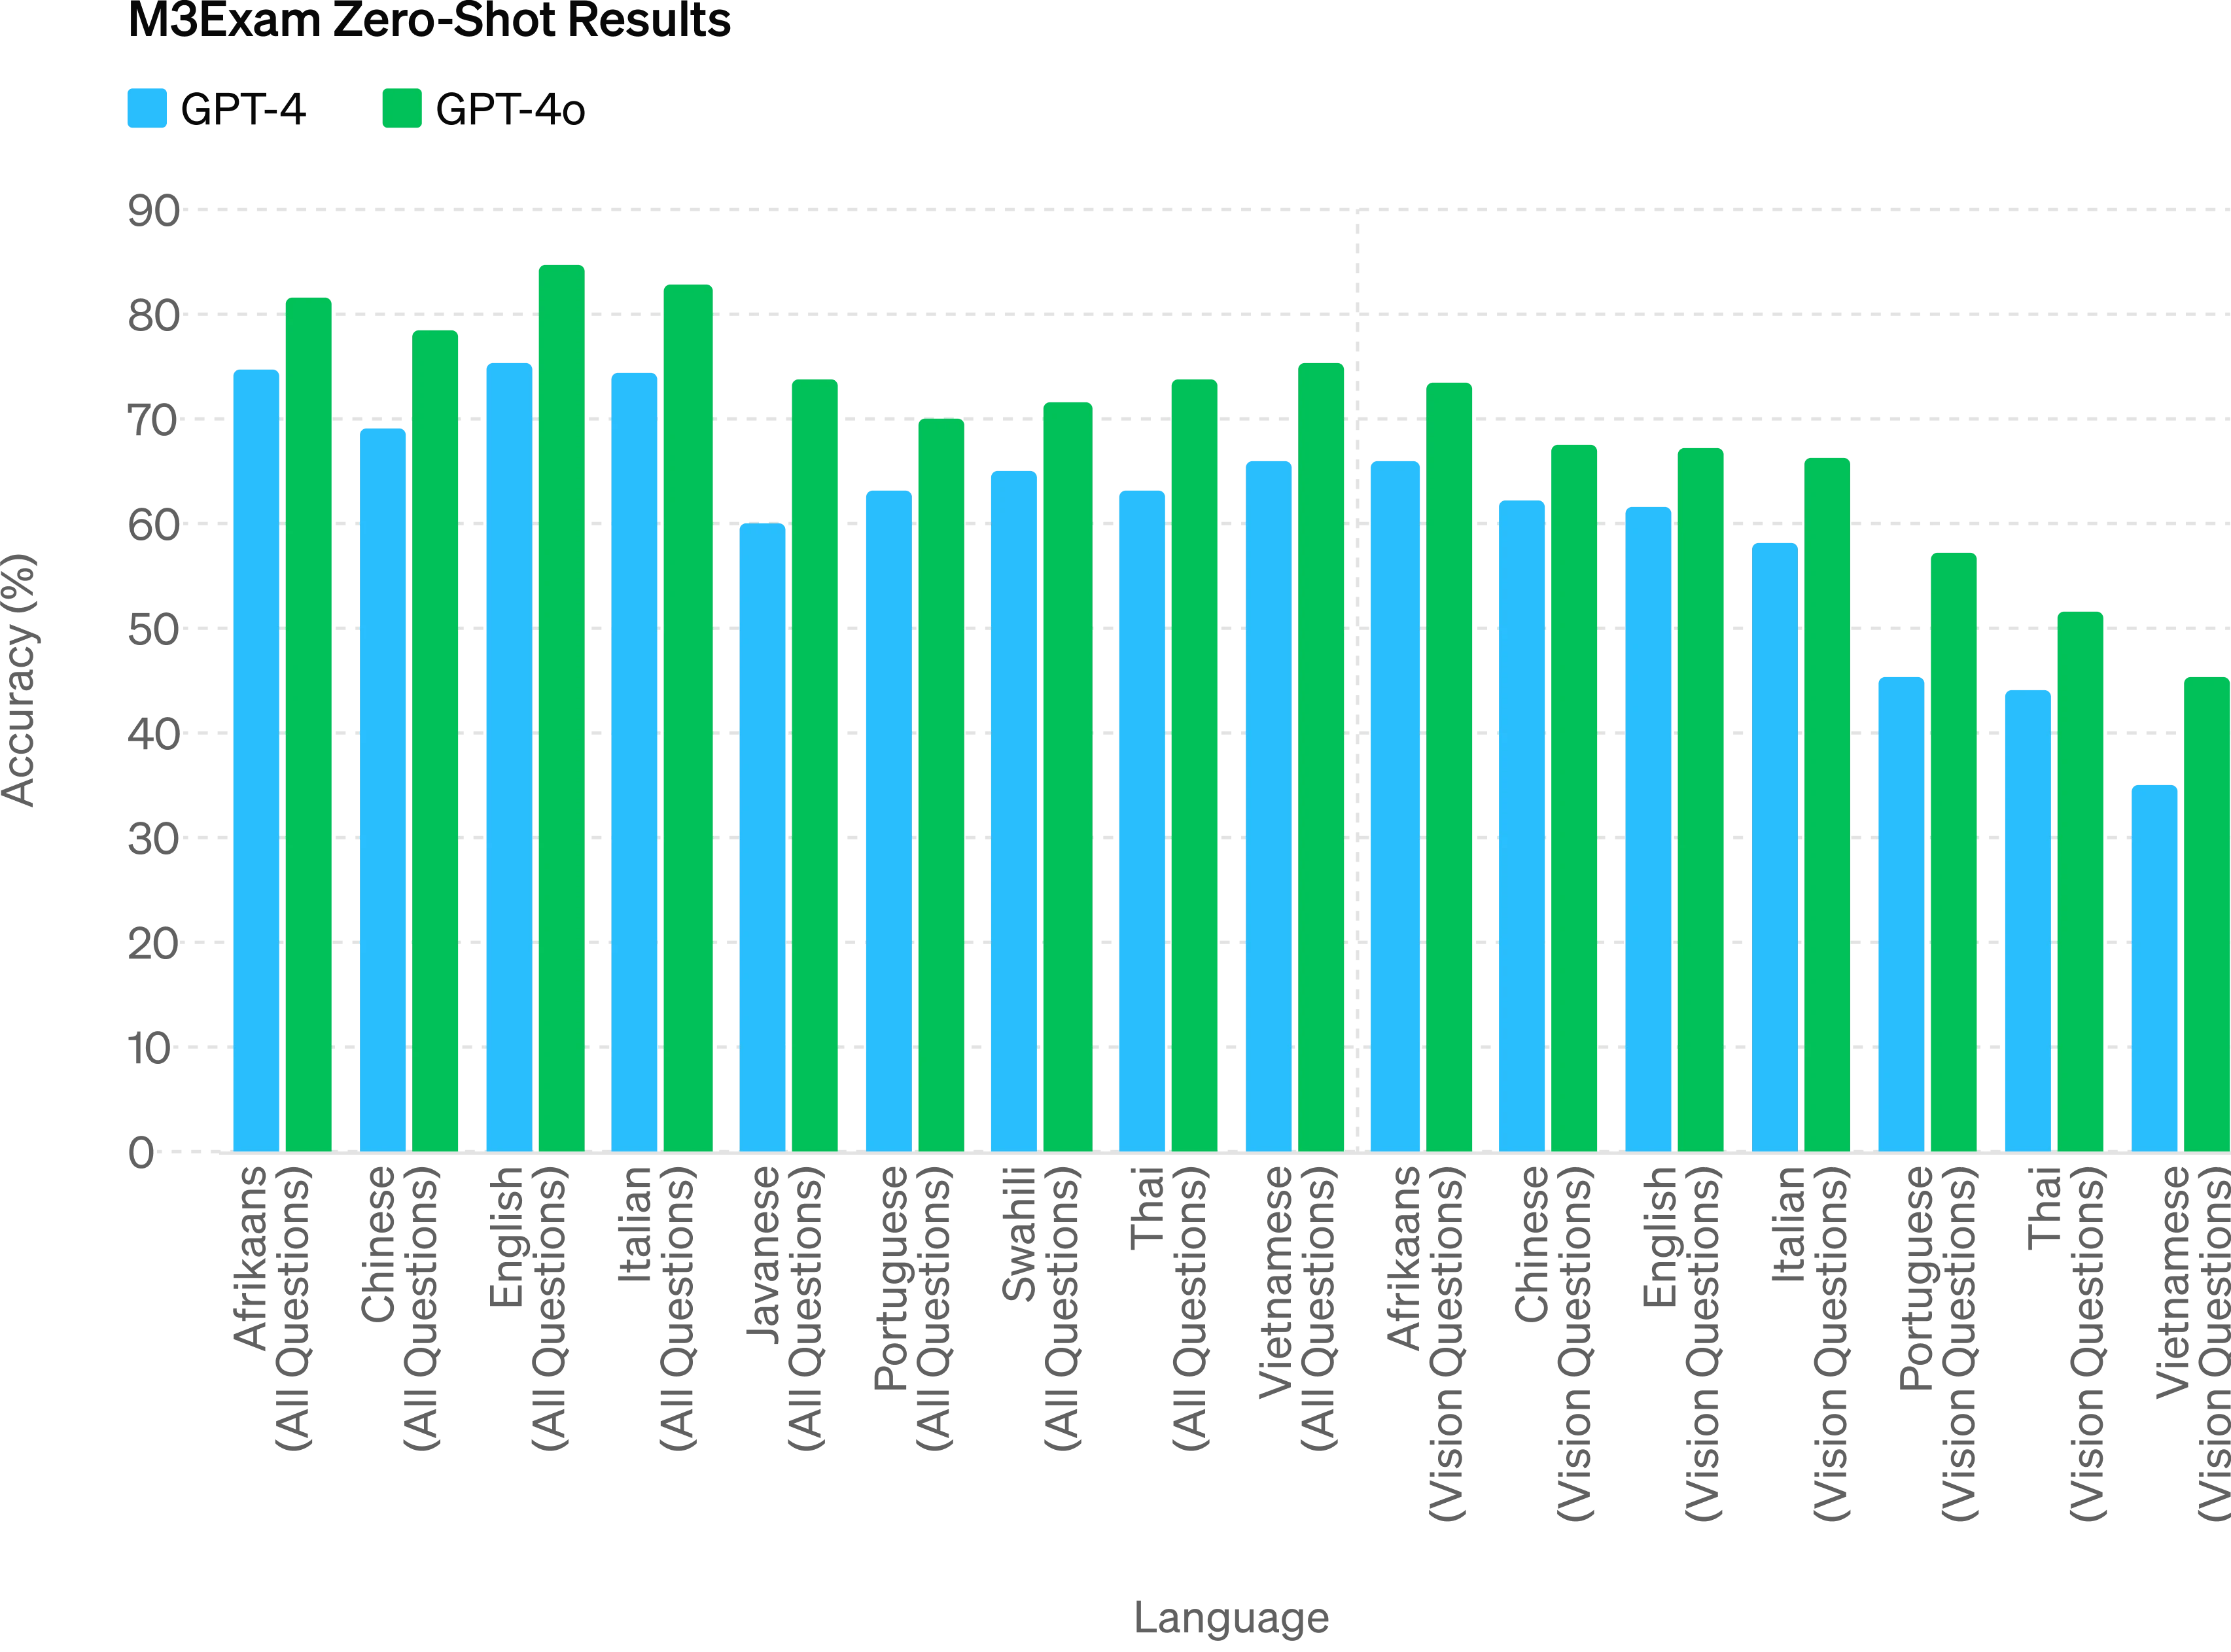 M3Exam Zero-Shot Results
GPT-4
GPT-4o
Accuracy (%)
90
80
70
60
50
40
30
20
10
0
Afrikaans
(All Questions)
Chinese
(All Questions)
English
(All Questions)
Italian
(All Questions)
Javanese
(All Questions)
Portuguese
(All Questions)
Swahili
(All Questions)
Thai
(All Questions)
Vietnamese
(All Questions)
Afrikaans
(Vision Questions)
Chinese
(Vision Questions)
English
(Vision Questions)
Italian
(Vision Questions)
Portuguese
(Vision Questions)
Thai
(Vision Questions)
Vietnamese
(Vision Questions)
Language